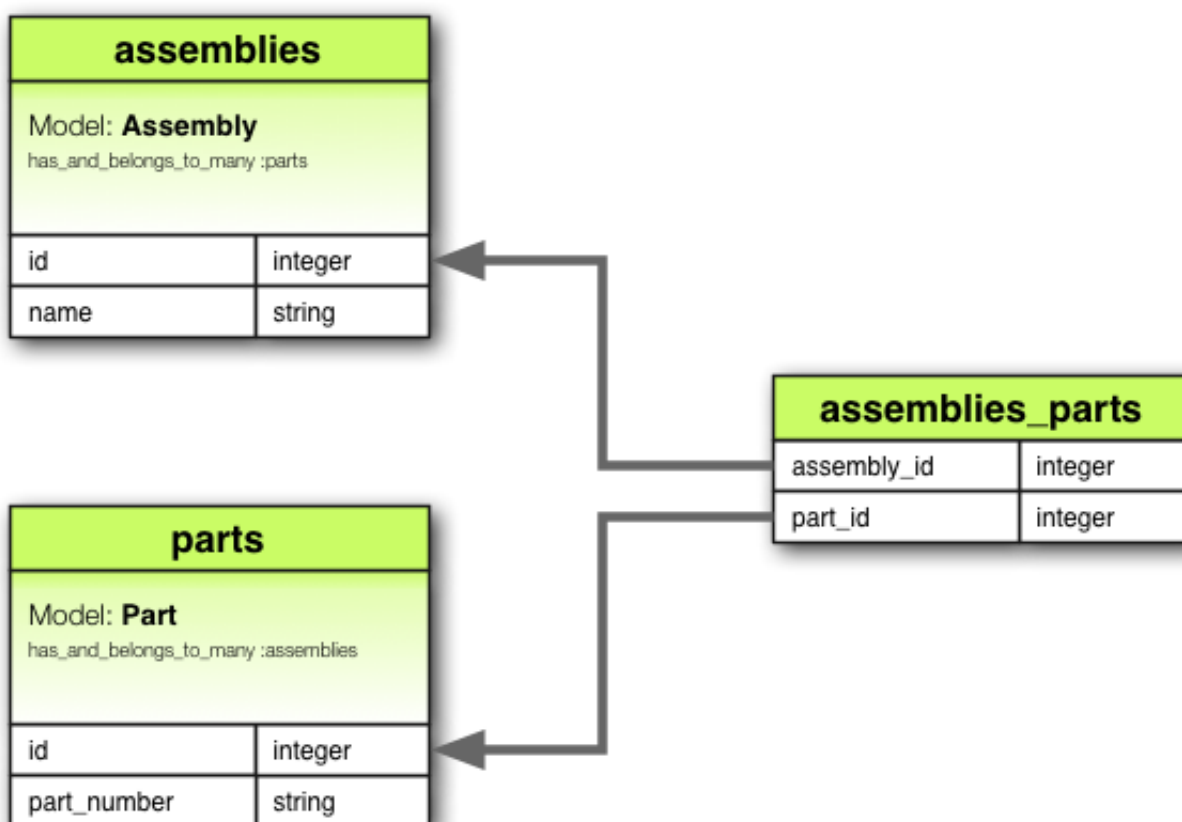 assemblies
Model: Assembly
has_and_belongs_to_many :parts
id integer
name string
assemblies_parts
assembly_id integer
part_id integer
parts
Model: Part
has_and_belongs_to_many :assemblies
id integer
part_number string